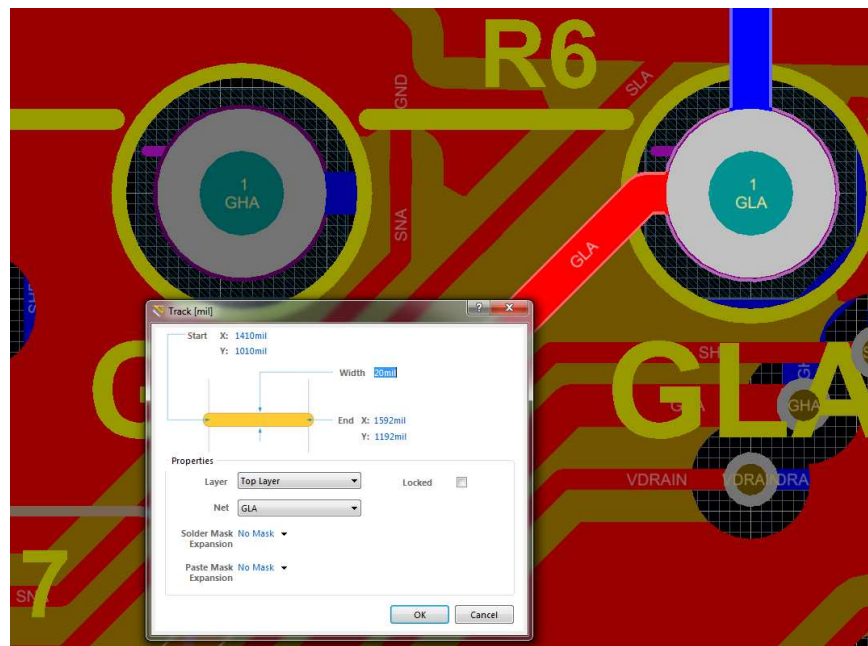 R6
GND
SLA
1
GHA
1
GLA
SNA
GLA
Track [mil]
Start X: 1410mil
Y: 1010mil
Width 20mil
End X: 1592mil
Y: 1192mil
Properties
Layer Top Layer
Locked
Net GLA
Solder Mask No Mask
Expansion
Paste Mask No Mask
Expansion
OK Cancel
GLA
GHA
VDRAIN
7